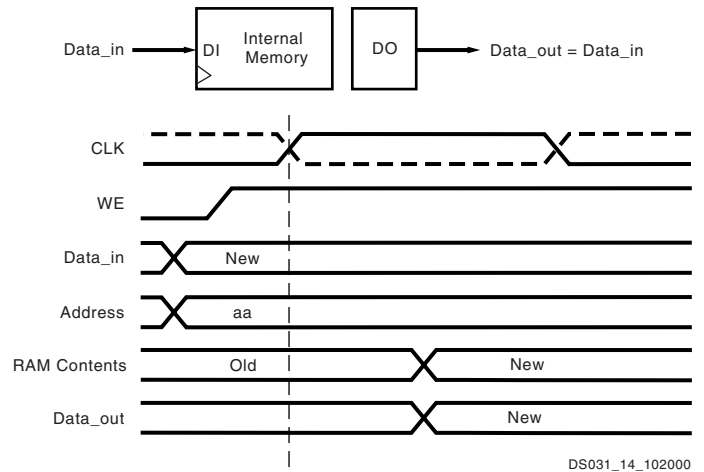 Data_in
DI
Internal
Memory
DO
Data_out = Data_in
CLK
WE
Data_in
New
Address
aa
RAM Contents
Old
New
Data_out
New
DS031_14_102000